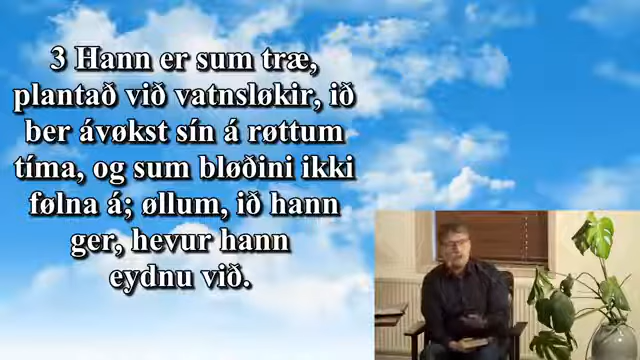 3 Hann er sum træ,
plantað við vatnsløkir, ið
ber ávøkst sín á røttum
tíma, og sum bløðini ikki
følna á; øllum, ið hann
ger, hevur hann
eydnu við.